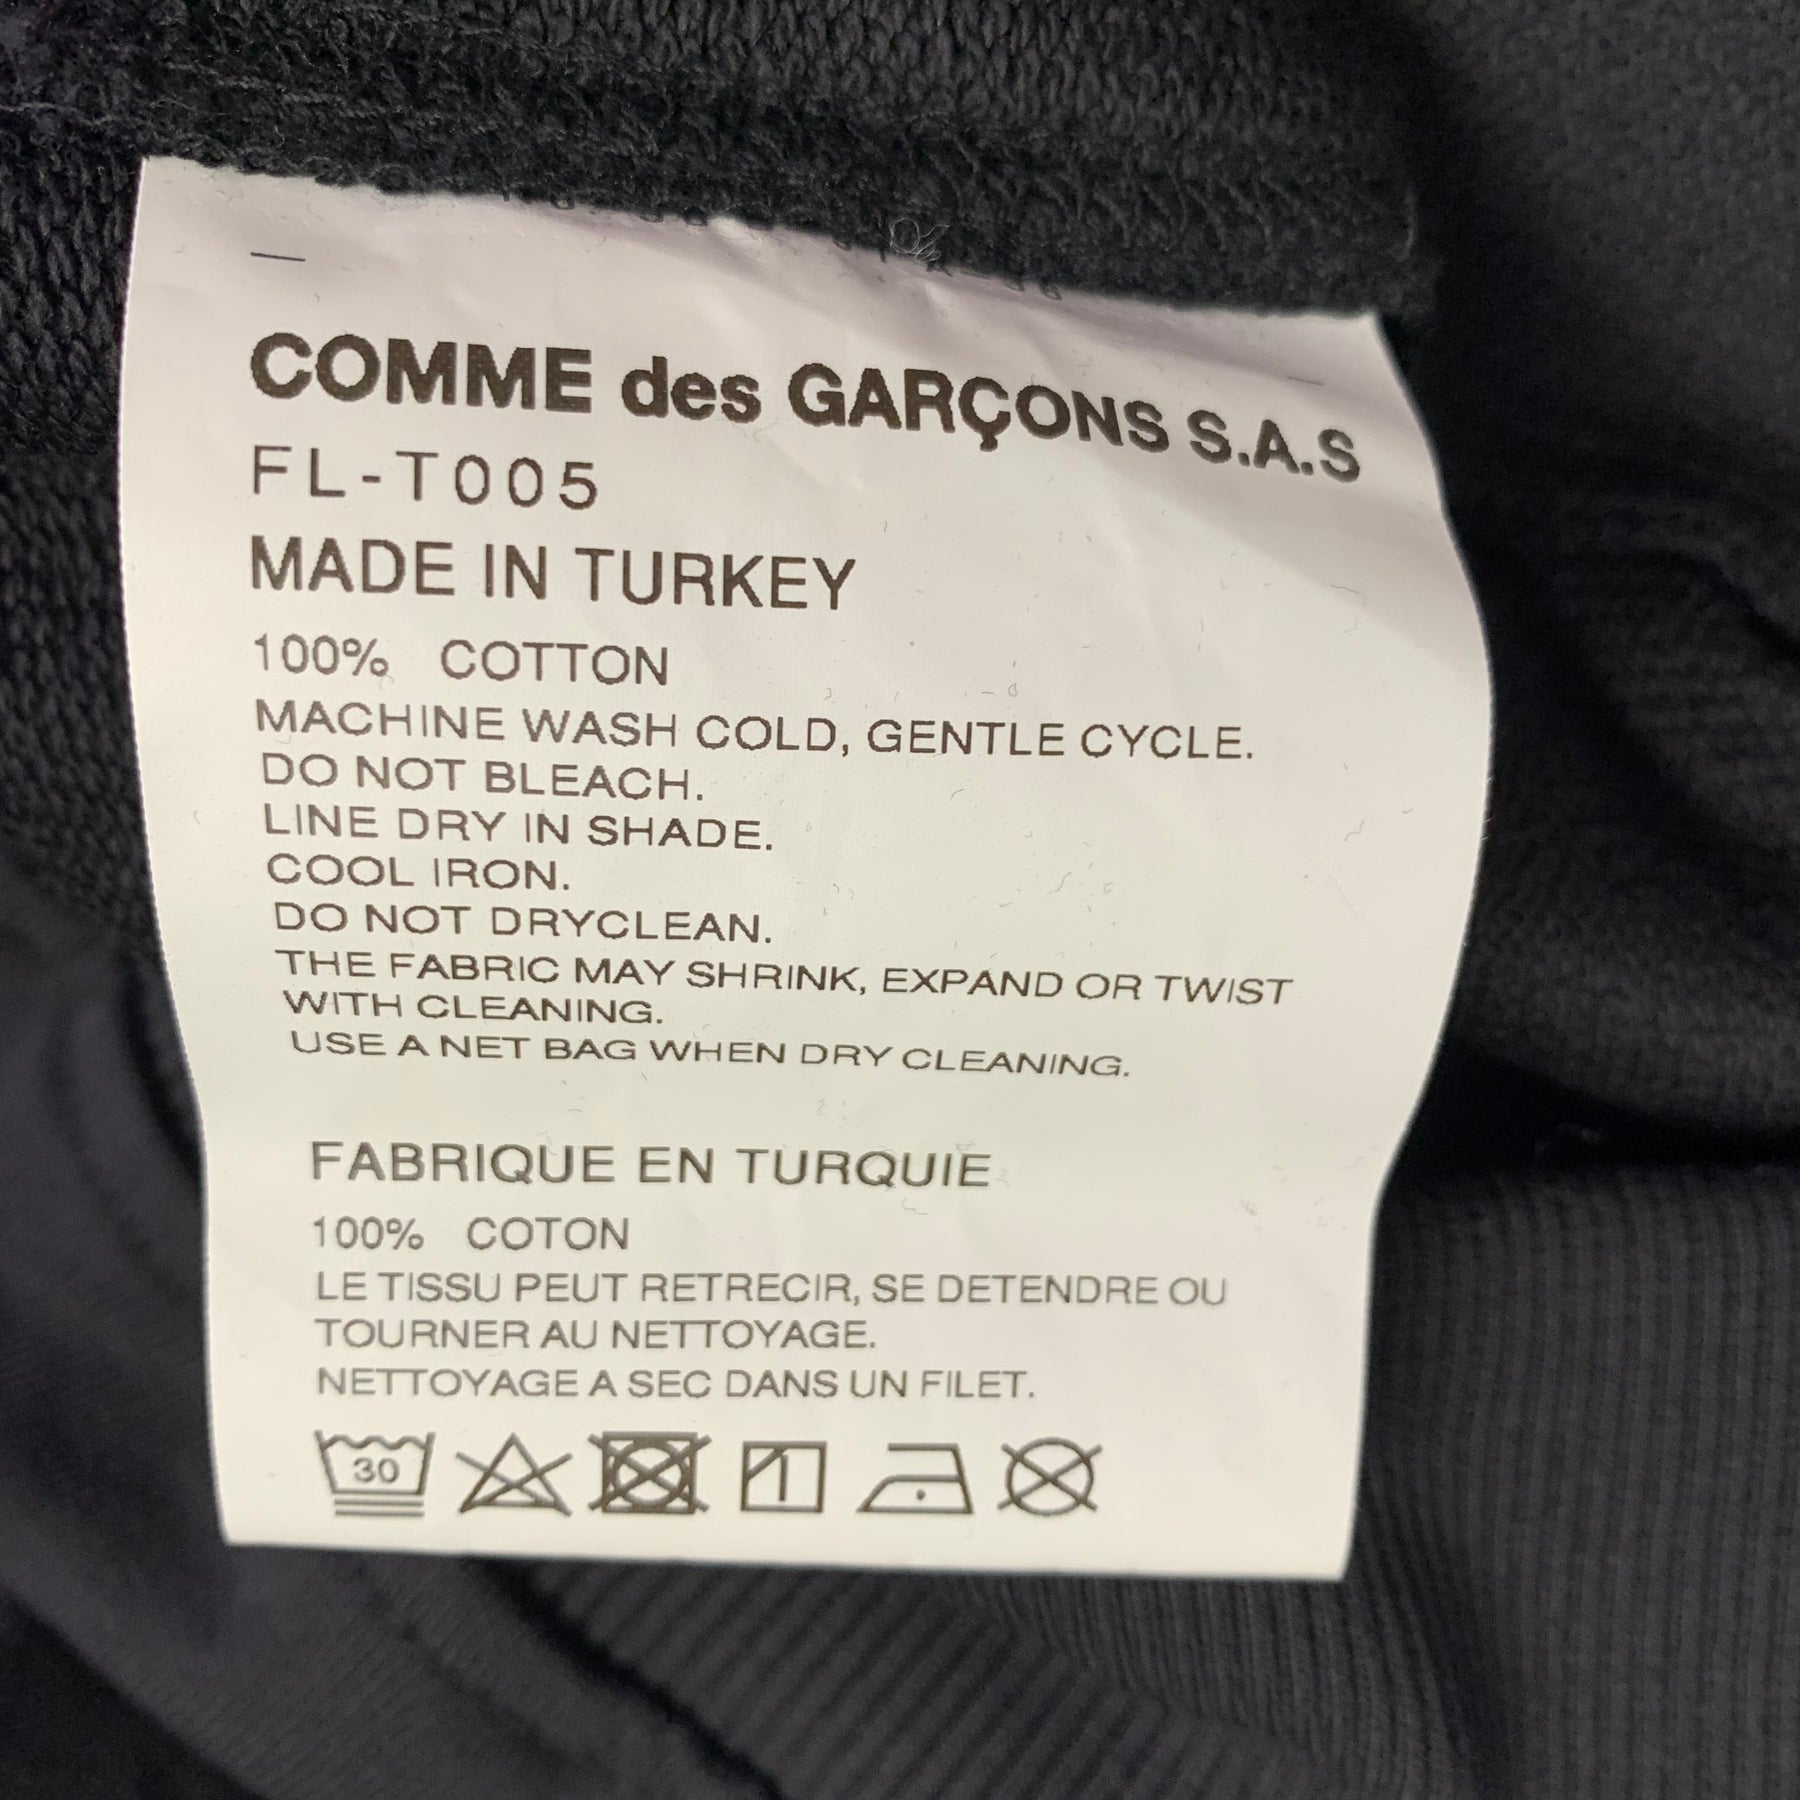 COMME des GARÇONS S.A.S
FL-T005
MADE IN TURKEY
100% COTTON
MACHINE WASH COLD, GENTLE CYCLE.
DO NOT BLEACH.
LINE DRY IN SHADE.
COOL IRON.
DO NOT DRYCLEAN.
THE FABRIC MAY SHRINK, EXPAND OR TWIST
WITH CLEANING.
USE A NET BAG WHEN DRY CLEANING.
FABRIQUE EN TURQUIE
100% COTON
LE TISSU PEUT RETRECIR, SE DETENDRE OU
TOURNER AU NETTOYAGE.
NETTOYAGE A SEC DANS UN FILET.
30